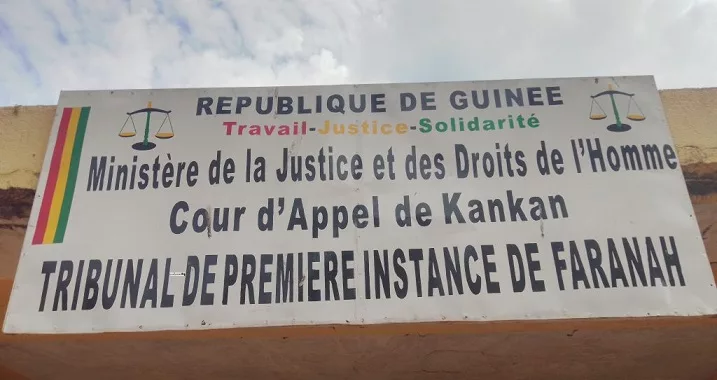 REPUBLIQUE DE GUINEE
Travail-Justice-Solidarité
Ministère de la Justice et des Droits de l'Homme
Cour d'Appel de Kankan
TRIBUNAL DE PREMIERE INSTANCE DE FARANAH